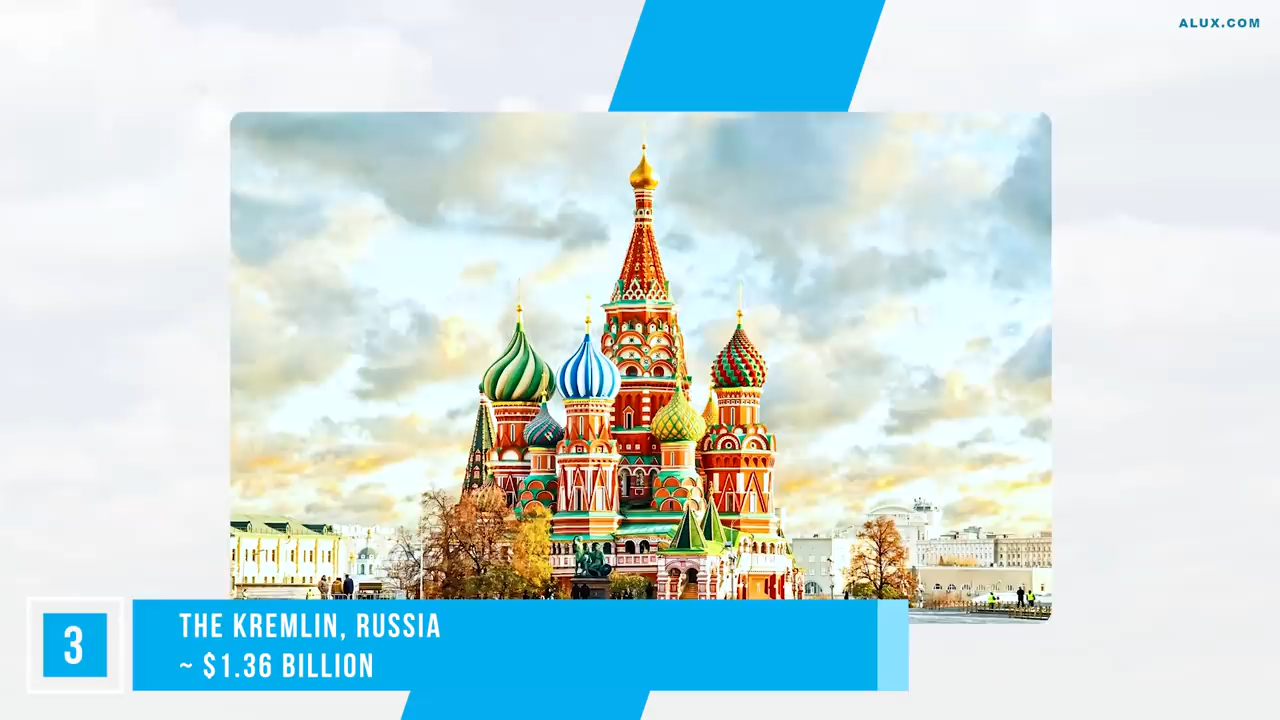 ALUX.COM
3
THE KREMLIN, RUSSIA
~ $1.36 BILLION